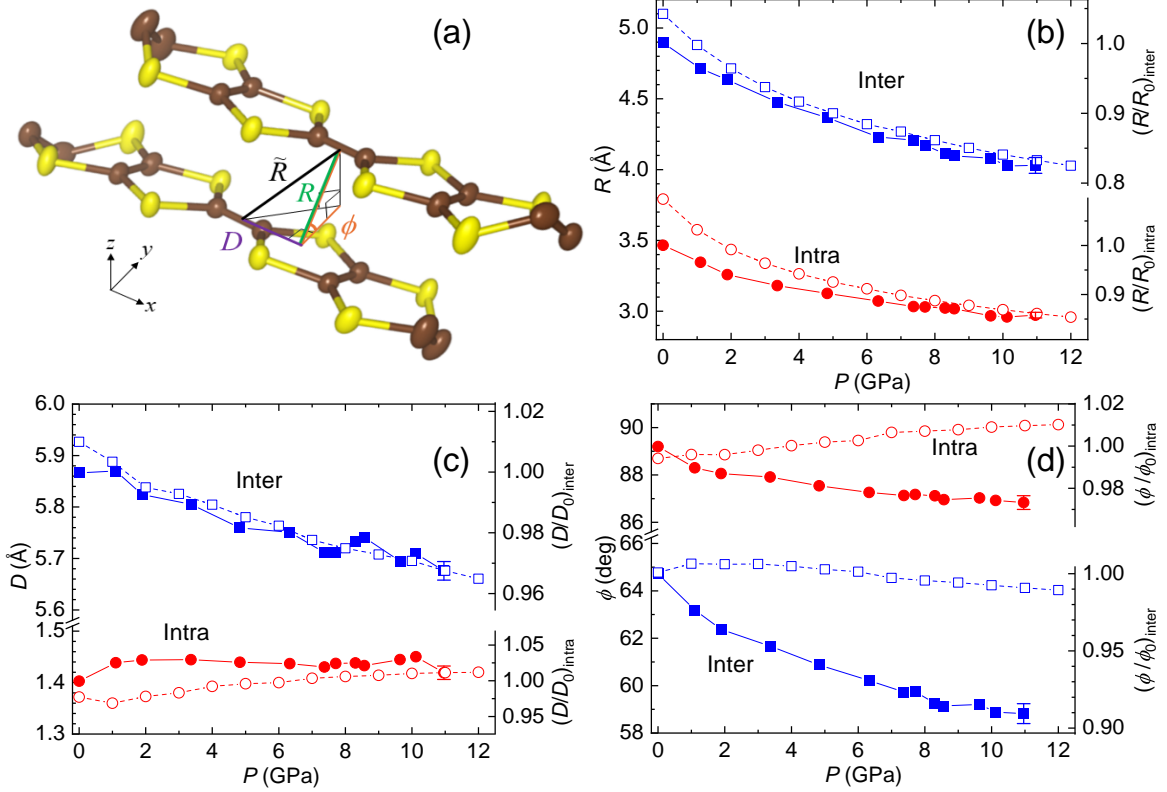 (a)
R̃
R
ϕ
D
z
y
x
(b)
5.0
4.5
4.0
3.5
3.0
R (Å)
Inter
Intra
1.0
0.9
0.8
(R/R₀)inter
1.0
0.9
(R/R₀)intra
0 2 4 6 8 10 12
P (GPa)
(c)
6.0
5.9
5.8
5.7
5.6
1.5
1.4
1.3
D (Å)
Inter
Intra
1.02
1.00
0.98
0.96
(D/D₀)inter
1.05
1.00
0.95
(D/D₀)intra
0 2 4 6 8 10 12
P (GPa)
(d)
90
88
86
66
64
62
60
58
ϕ (deg)
Intra
Inter
1.02
1.00
0.98
(ϕ/ϕ₀)intra
1.00
0.95
0.90
(ϕ/ϕ₀)inter
0 2 4 6 8 10 12
P (GPa)